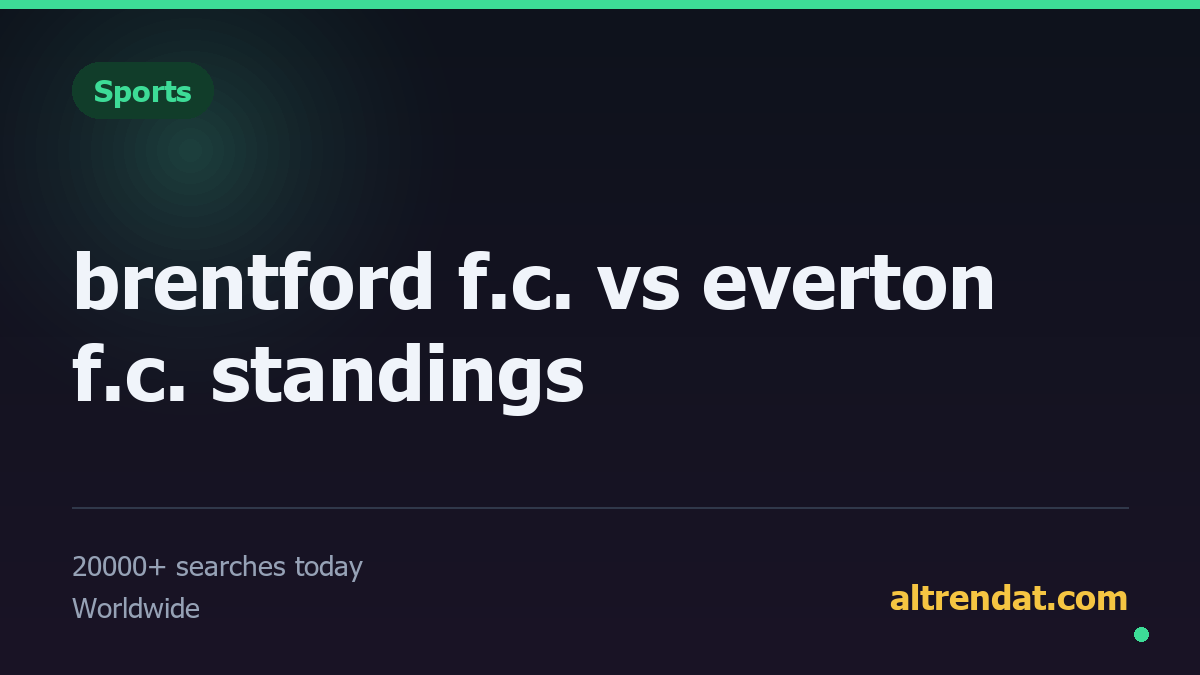 Sports
brentford f.c. vs everton
f.c. standings
20000+ searches today
Worldwide
altrendat.com